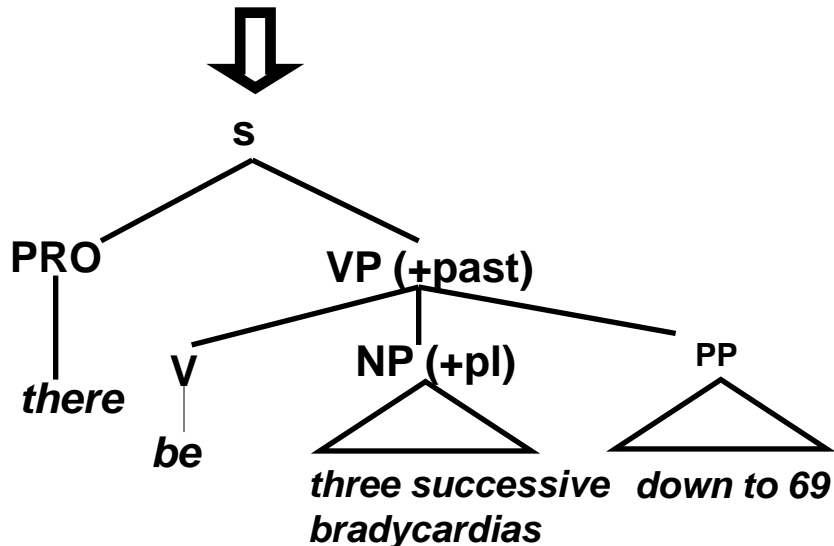 s
PRO
VP (+past)
V
NP (+pl)
PP
there
be
three successive
bradycardias
down to 69